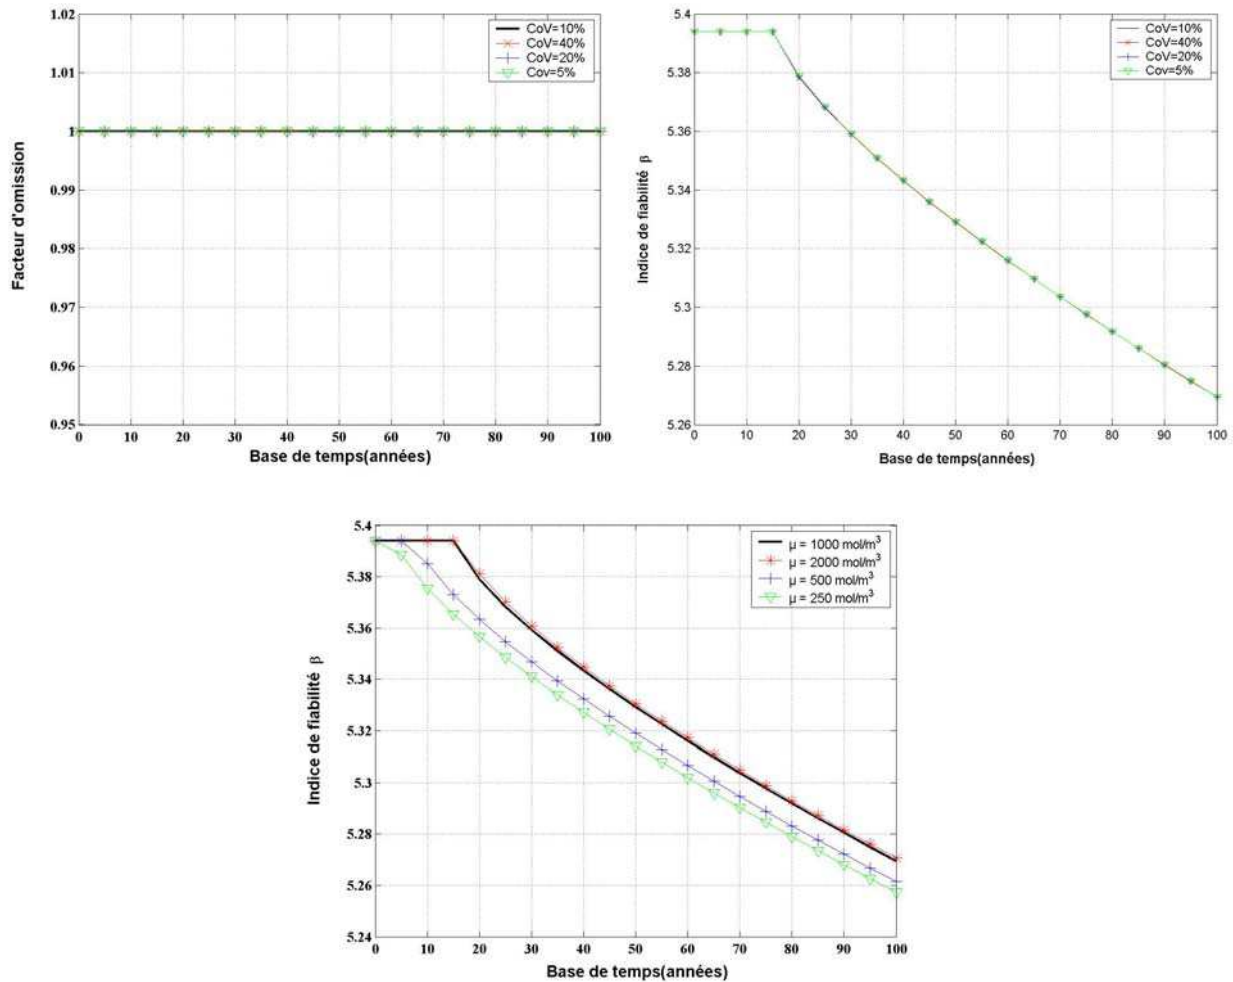 1.02
1.01
1
0.99
0.98
0.97
0.96
0.95
Facteur d'omission
CoV=10%
CoV=40%
CoV=20%
Cov=5%
0 10 20 30 40 50 60 70 80 90 100
Base de temps(années)
5.4
5.38
5.36
5.34
5.32
5.3
5.28
5.26
Indice de fiabilité β
CoV=10%
CoV=40%
CoV=20%
Cov=5%
0 10 20 30 40 50 60 70 80 90 100
Base de temps(années)
5.4
5.38
5.36
5.34
5.32
5.3
5.28
5.26
5.24
Indice de fiabilité β
μ = 1000 mol/m³
μ = 2000 mol/m³
μ = 500 mol/m³
μ = 250 mol/m³
0 10 20 30 40 50 60 70 80 90 100
Base de temps(années)